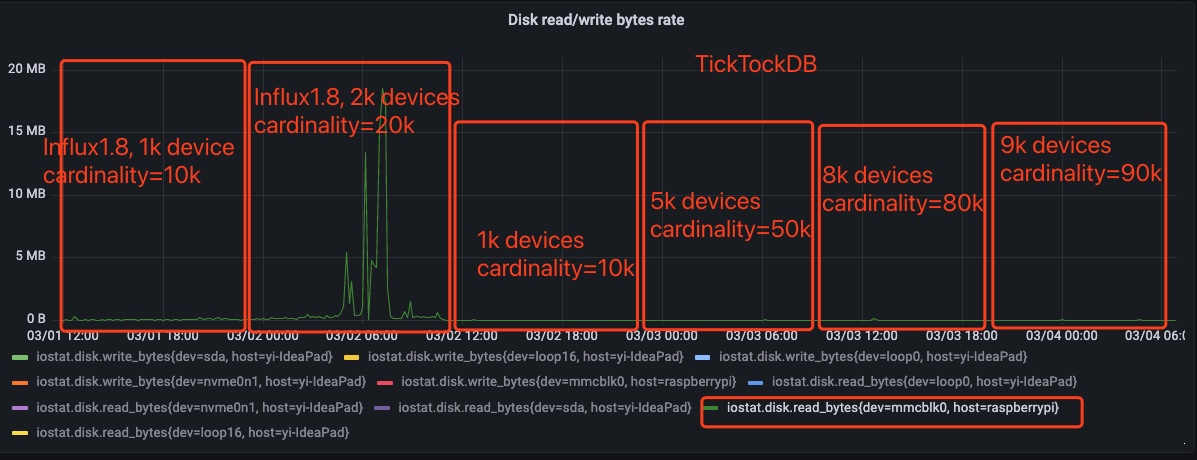 Disk read/write bytes rate
TickTockDB
20 MB
15 MB
10 MB
5 MB
0 B
Influx1.8, 1k device
cardinality=10k
Influx1.8, 2k devices
cardinality=20k
1k devices
cardinality=10k
5k devices
cardinality=50k
8k devices
cardinality=80k
9k devices
cardinality=90k
03/01 12:00 03/01 18:00 03/02 00:00 03/02 06:00 03/02 12:00 03/02 18:00 03/03 00:00 03/03 06:00 03/03 12:00 03/03 18:00 03/04 00:00 03/04 06:0
iostat.disk.write_bytes{dev=sda, host=yi-IdeaPad} iostat.disk.write_bytes{dev=loop16, host=yi-IdeaPad} iostat.disk.write_bytes{dev=loop0, host=yi-IdeaPad}
iostat.disk.write_bytes{dev=nvme0n1, host=yi-IdeaPad} iostat.disk.write_bytes{dev=mmcblk0, host=raspberrypi} iostat.disk.read_bytes{dev=loop0, host=yi-IdeaPad}
iostat.disk.read_bytes{dev=nvme0n1, host=yi-IdeaPad} iostat.disk.read_bytes{dev=sda, host=yi-IdeaPad} iostat.disk.read_bytes{dev=mmcblk0, host=raspberrypi}
iostat.disk.read_bytes{dev=loop16, host=yi-IdeaPad}